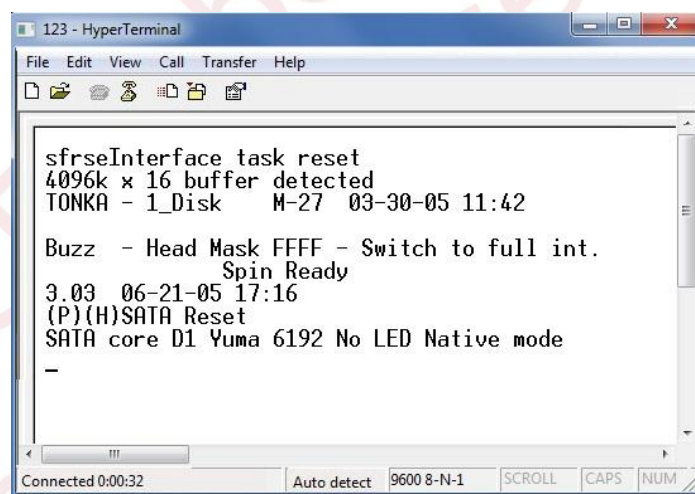 123 - HyperTerminal
File Edit View Call Transfer Help
sfrseInterface task reset
4096k x 16 buffer detected
TONKA - 1_Disk M-27 03-30-05 11:42
Buzz - Head Mask FFFF - Switch to full int.
Spin Ready
3.03 06-21-05 17:16
(P)(H)SATA Reset
SATA core D1 Yuma 6192 No LED Native mode
_
Connected 0:00:32 Auto detect 9600 8-N-1 SCROLL CAPS NUM